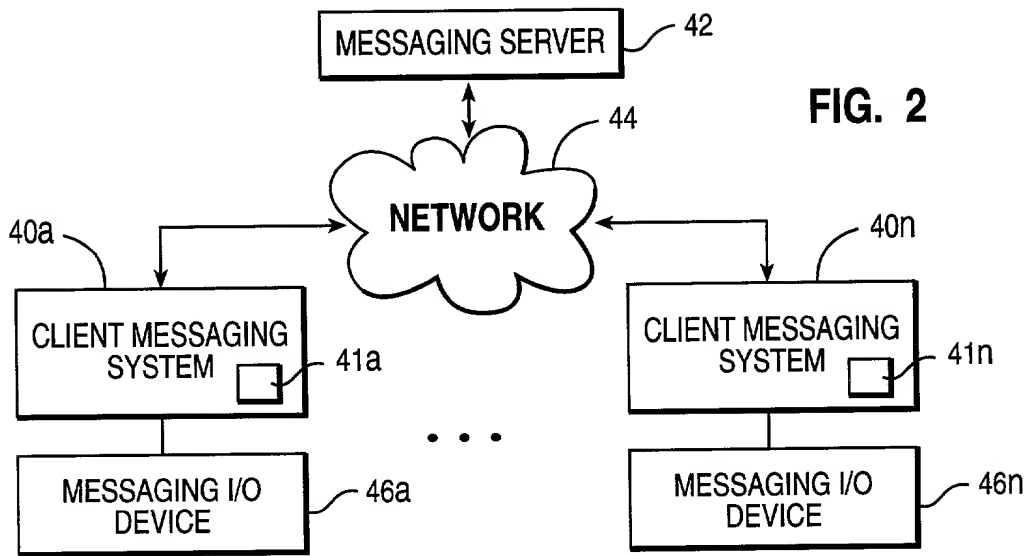 MESSAGING SERVER
42
FIG. 2
44
NETWORK
40a
40n
CLIENT MESSAGING
SYSTEM
41a
CLIENT MESSAGING
SYSTEM
41n
• • •
MESSAGING I/O
DEVICE
46a
MESSAGING I/O
DEVICE
46n